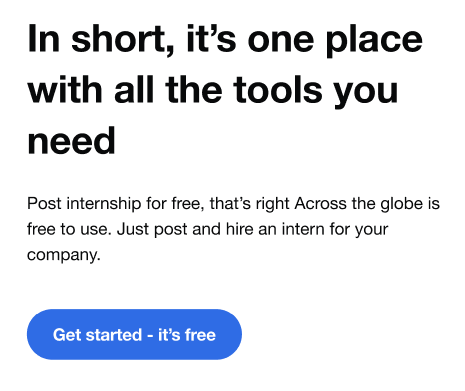 In short, it’s one place
with all the tools you
need
Post internship for free, that’s right Across the globe is
free to use. Just post and hire an intern for your
company.
Get started - it’s free